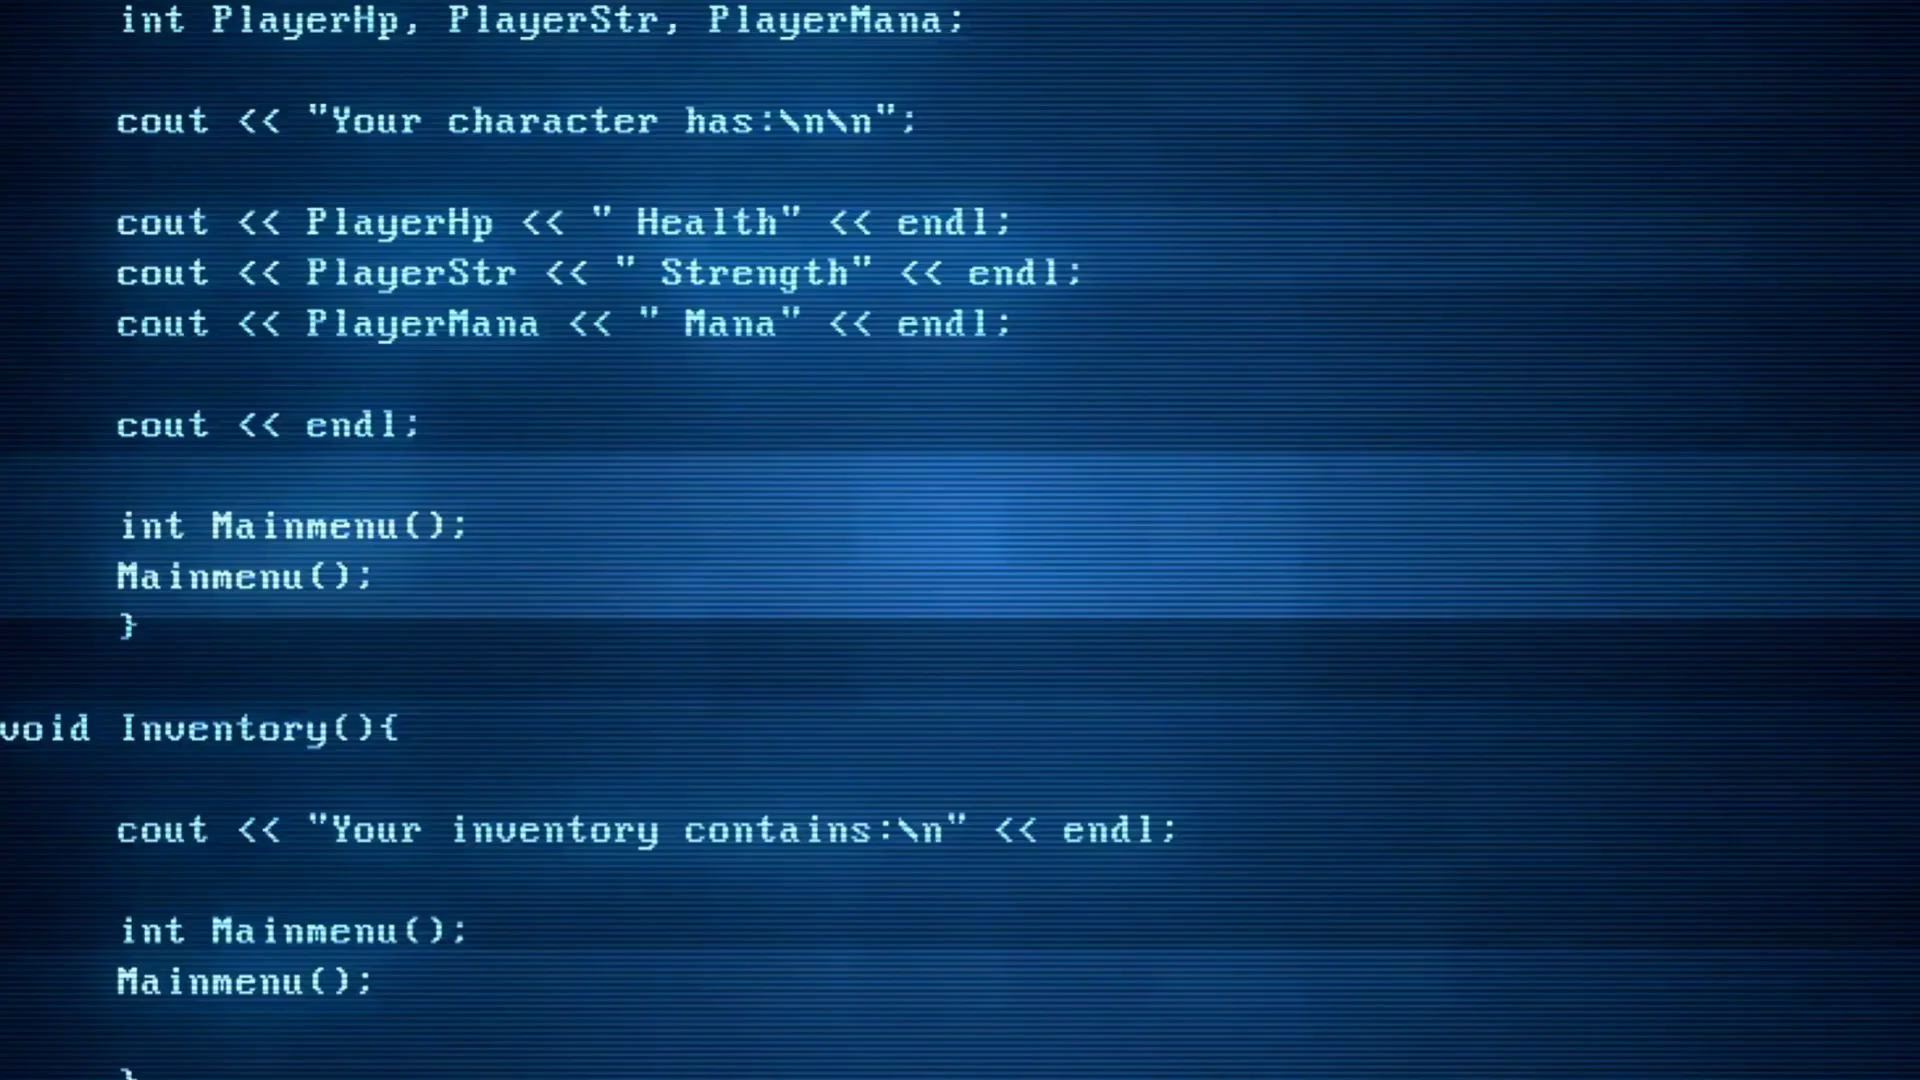 int PlayerHp, PlayerStr, PlayerMana;
cout << "Your character has:\n\n";
cout << PlayerHp << " Health" << endl;
cout << PlayerStr << " Strength" << endl;
cout << PlayerMana << " Mana" << endl;
cout << endl;
int Mainmenu();
Mainmenu();
}
void Inventory(){
cout << "Your inventory contains:\n" << endl;
int Mainmenu();
Mainmenu();
}